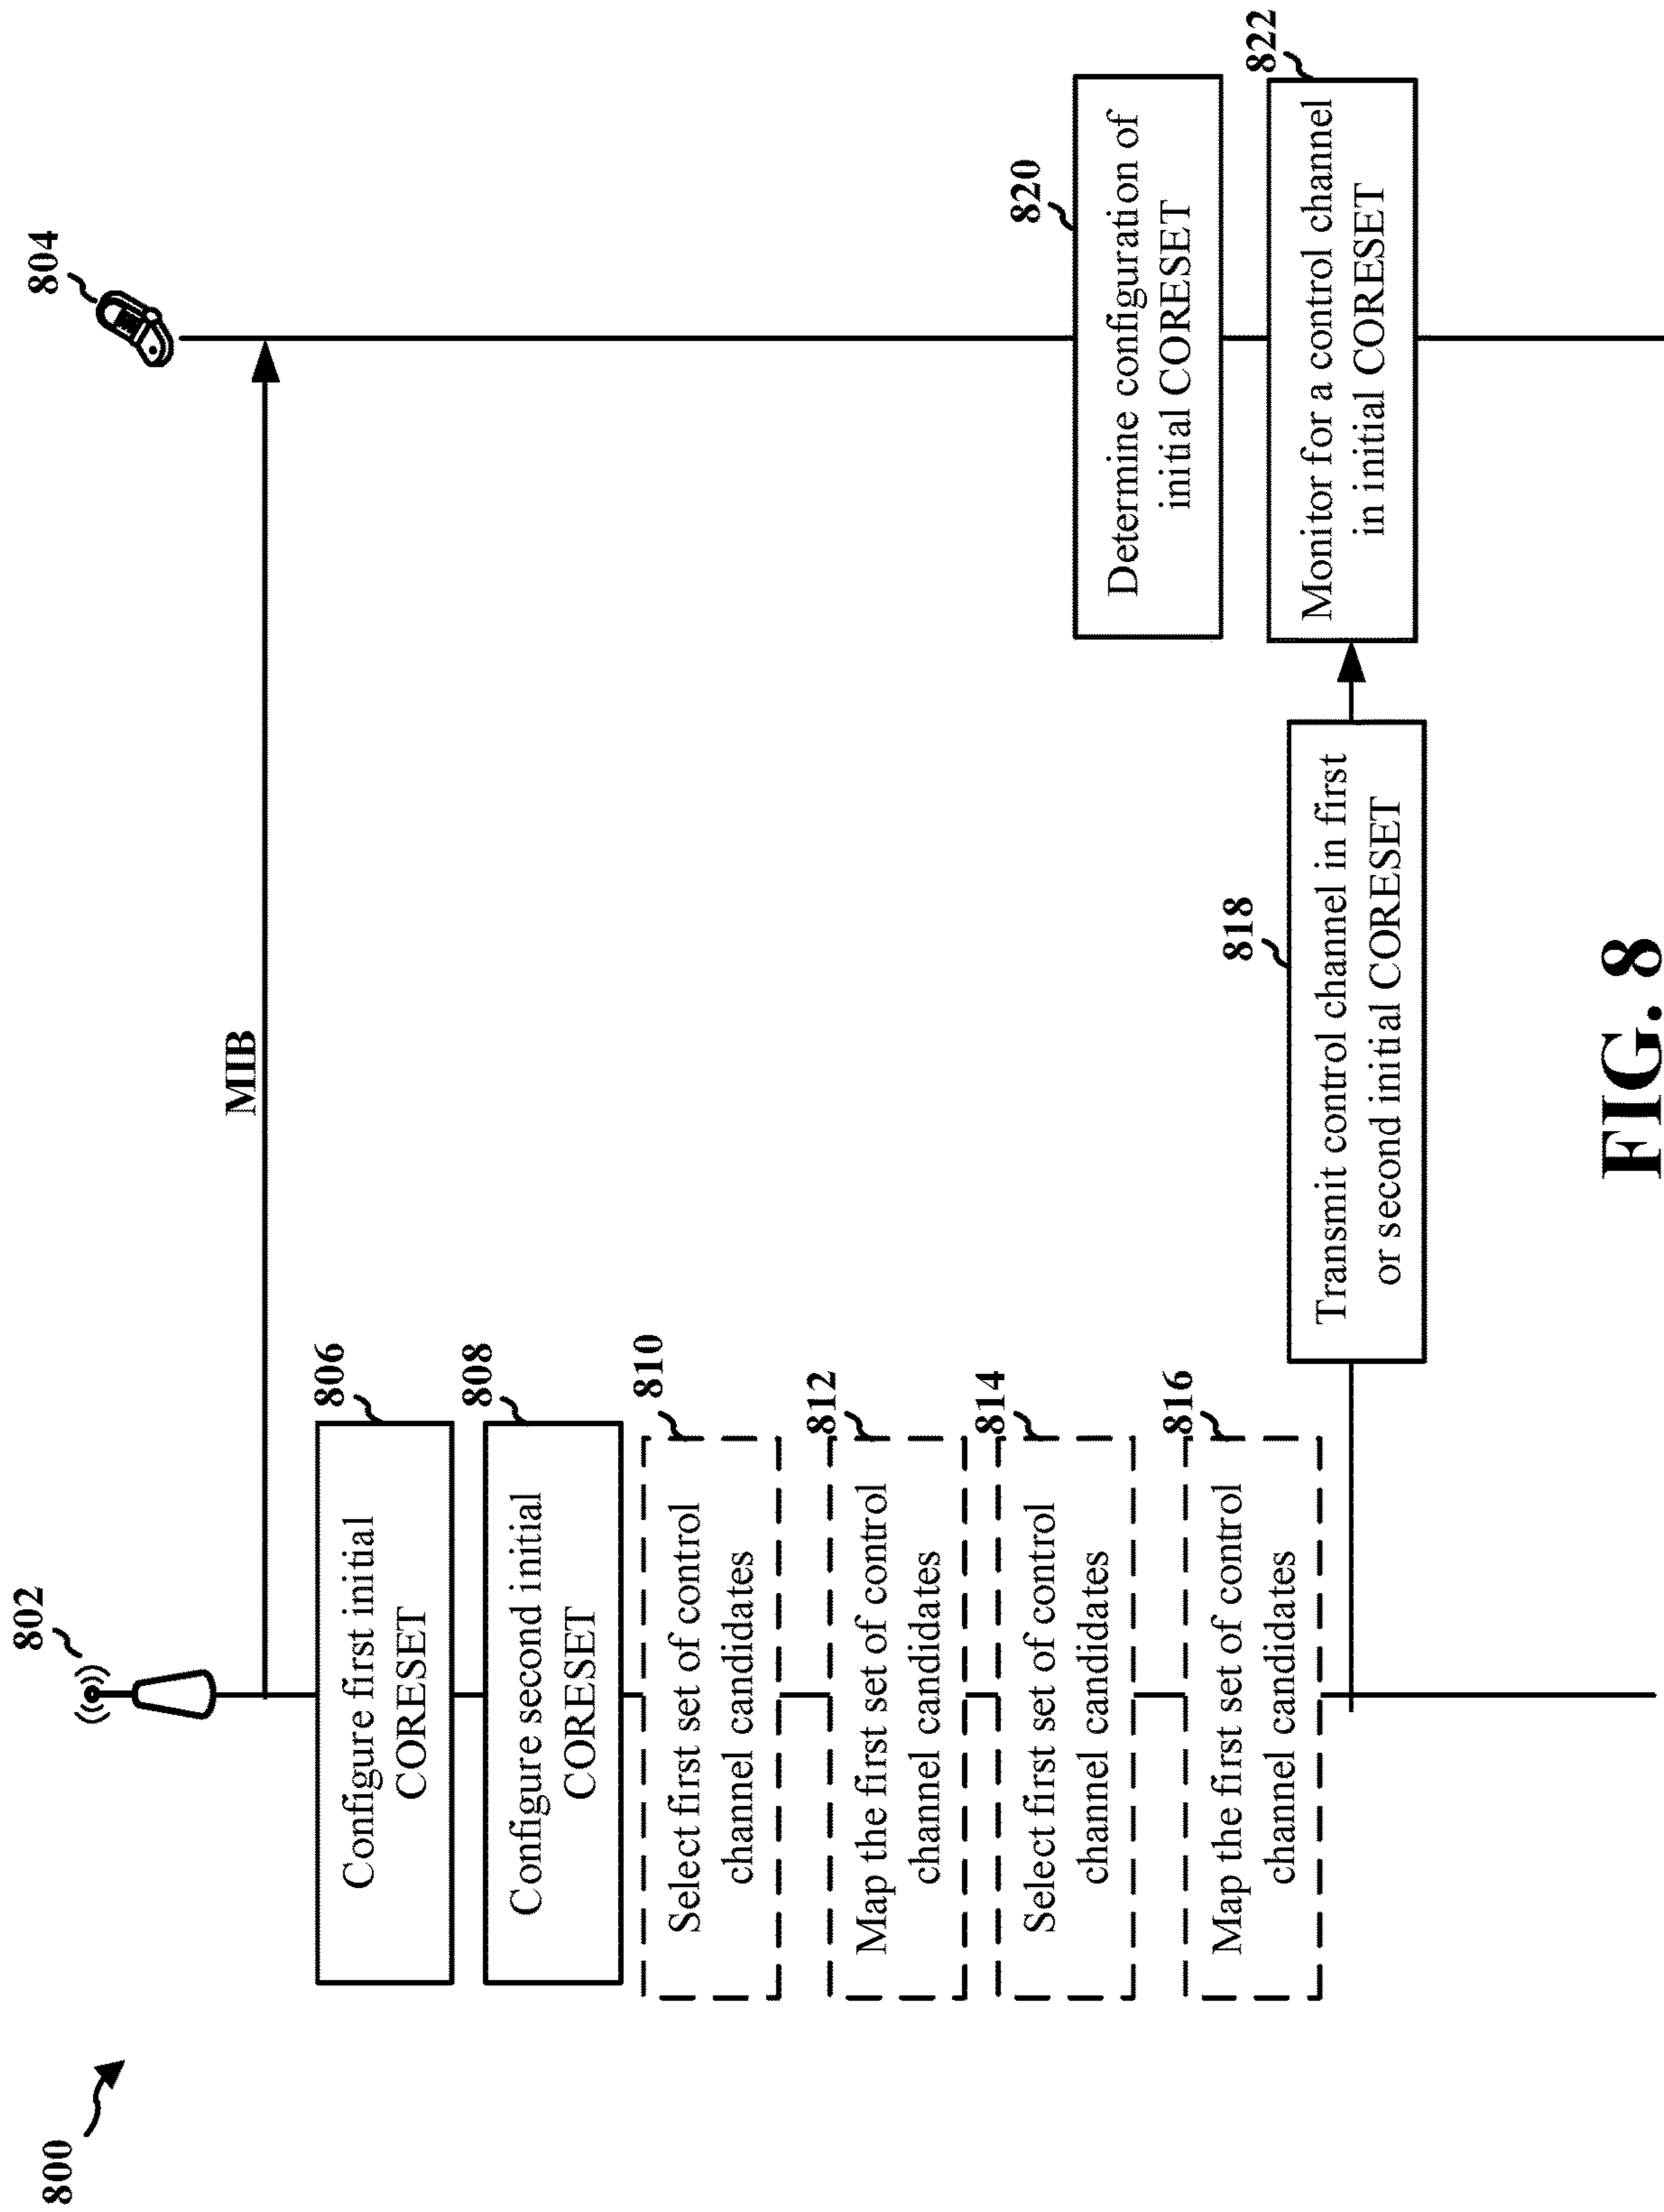 800
802
804
MIB
806
Configure first initial
CORESET
808
Configure second initial
CORESET
810
Select first set of control
channel candidates
812
Map the first set of control
channel candidates
814
Select first set of control
channel candidates
816
Map the first set of control
channel candidates
818
Transmit control channel in first
or second initial CORESET
820
Determine configuration of
initial CORESET
822
Monitor for a control channel
in initial CORESET
FIG. 8